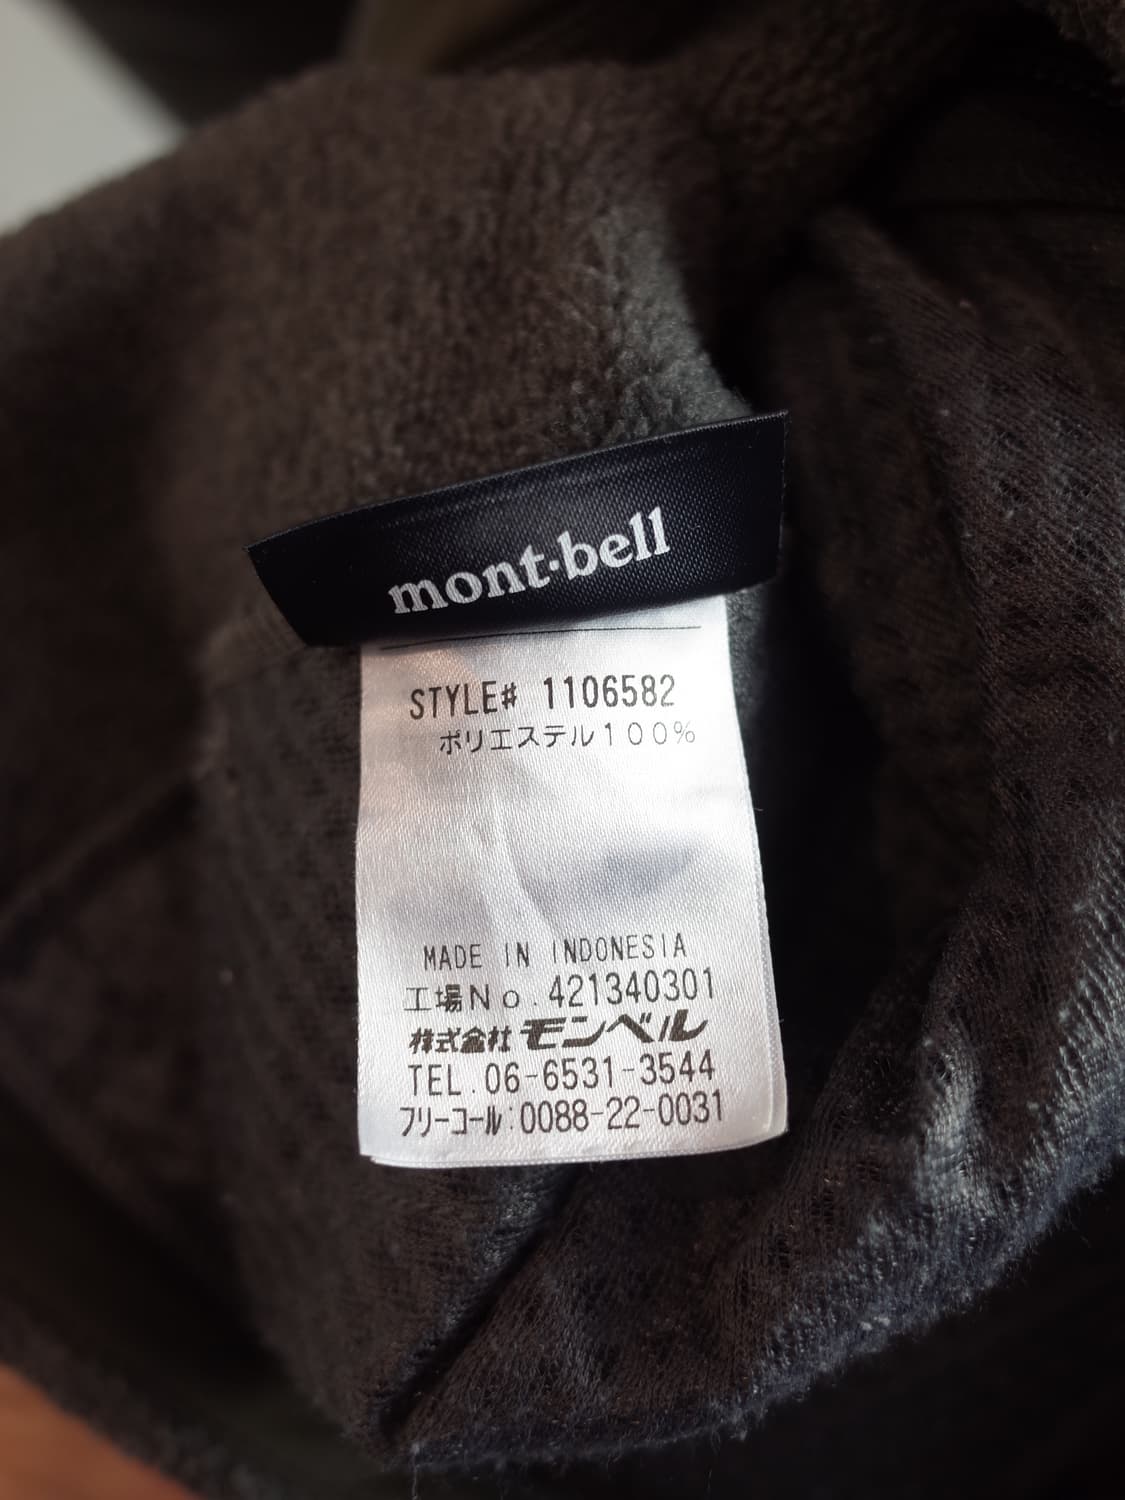 mont·bell
STYLE# 1106582
ポリエステル100%
MADE IN INDONESIA
工場No.421340301
株式会社モンベル
TEL.06-6531-3544
フリーコール:0088-22-0031